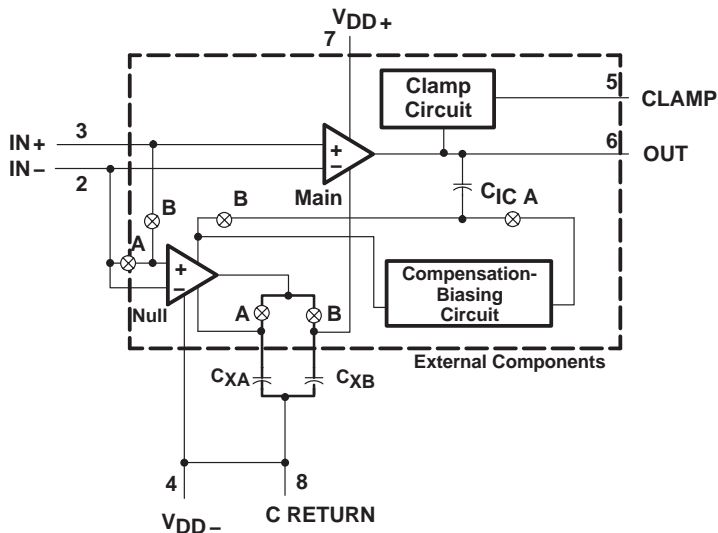 VDD+
7
Clamp
Circuit
5
CLAMP
IN+
3
6
OUT
IN−
2
+
−
Main
CIC
A
B
B
A
+
−
Null
Compensation-
Biasing
Circuit
A
B
External Components
CXA
CXB
4
8
VDD−
C RETURN